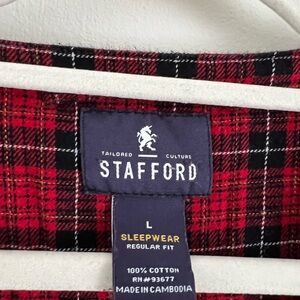 TAILORED CULTURE
STAFFORD
L
SLEEPWEAR
REGULAR FIT
100% COTTON
RN#93677
MADE IN CAMBODIA